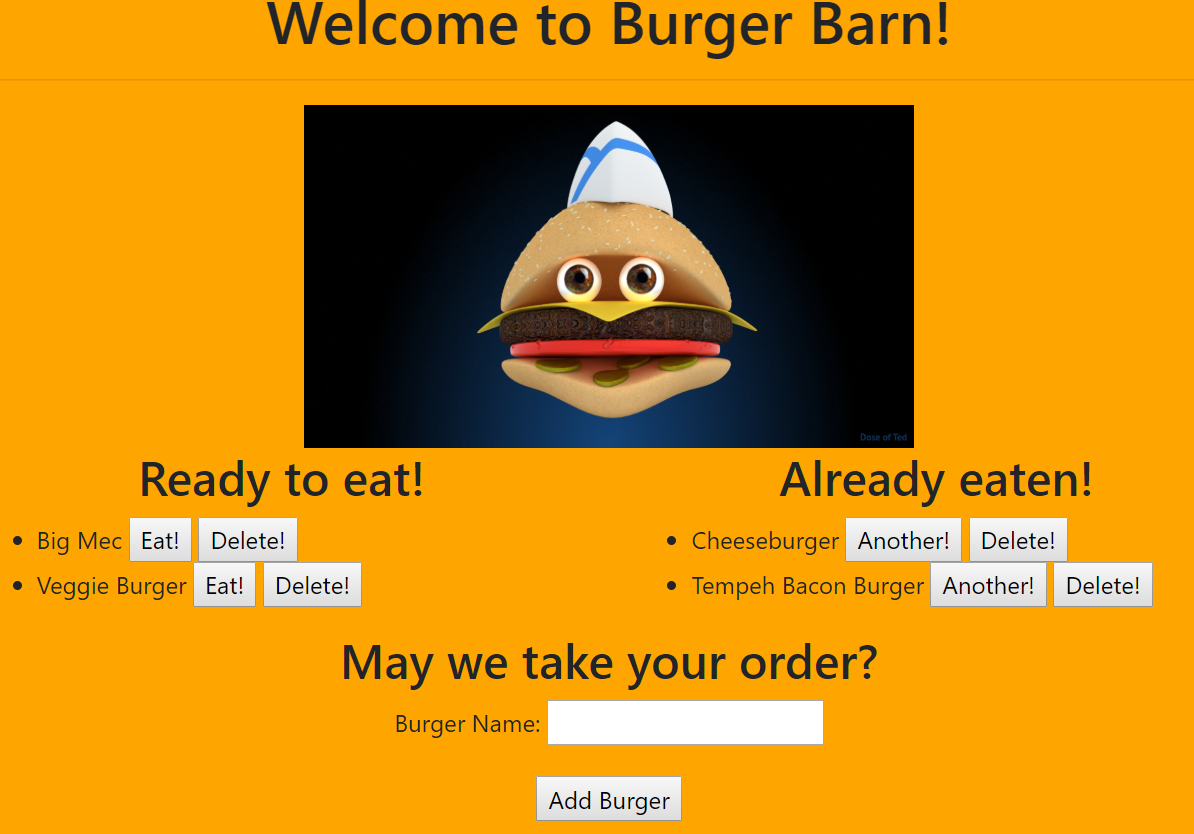 Welcome to Burger Barn!
Dose of Ted
Ready to eat!
Already eaten!
Big Mec Eat! Delete!
Cheeseburger Another! Delete!
Veggie Burger Eat! Delete!
Tempeh Bacon Burger Another! Delete!
May we take your order?
Burger Name:
Add Burger